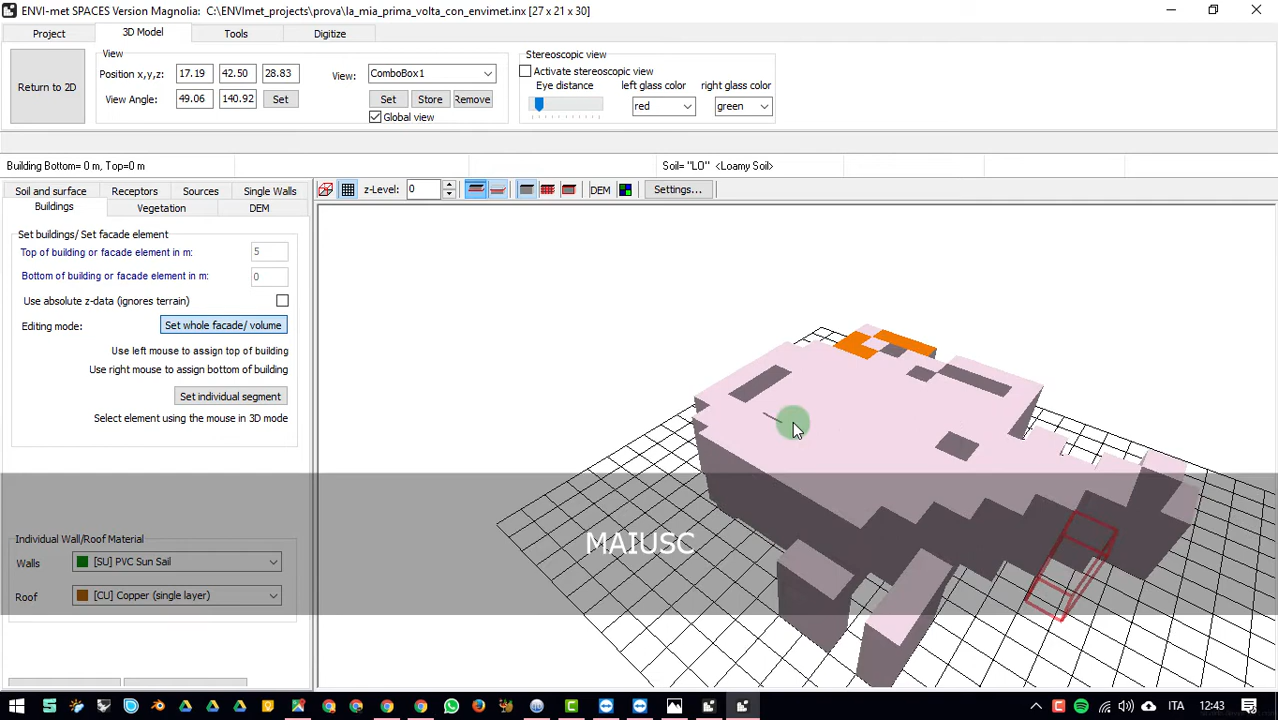 ENVI-met SPACES Version Magnolia: C:\ENVImet_projects\prova\la_mia_prima_volta_con_envimet.inx [27 x 21 x 30]
Project 3D Model Tools Digitize
View
Position x,y,z: 17.19 42.50 28.83 View: ComboBox1
View Angle: 49.06 140.92 Set Set Store Remove
Global view
Return to 2D
Stereoscopic view
Activate stereoscopic view
Eye distance left glass color right glass color
red green
Building Bottom= 0 m, Top=0 m Soil= "LO" <Loamy Soil>
Soil and surface Receptors Sources Single Walls
Buildings Vegetation DEM
z-Level: 0 DEM Settings...
Set buildings/ Set facade element
Top of building or facade element in m: 5
Bottom of building or facade element in m: 0
Use absolute z-data (ignores terrain)
Editing mode: Set whole facade/ volume
Use left mouse to assign top of building
Use right mouse to assign bottom of building
Set individual segment
Select element using the mouse in 3D mode
MAIUSC
Individual Wall/Roof Material
Walls [SU] PVC Sun Sail
Roof [CU] Copper (single layer)
ITA 12:43